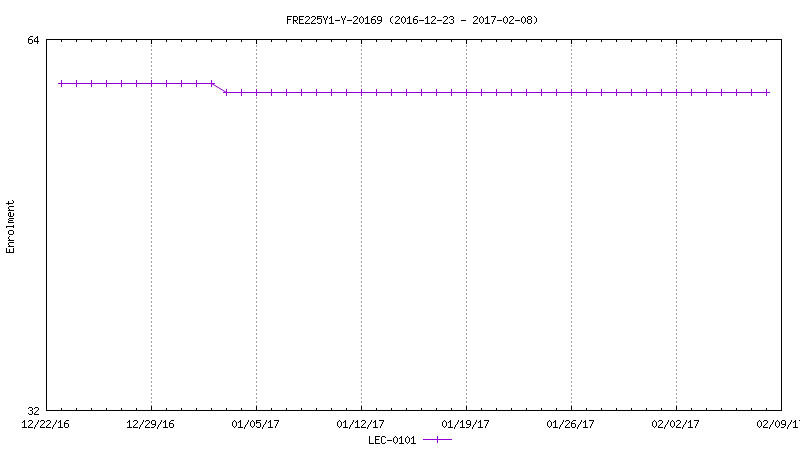 FRE225Y1-Y-20169 (2016-12-23 - 2017-02-08)
64
Enrolment
32
12/22/16 12/29/16 01/05/17 01/12/17 01/19/17 01/26/17 02/02/17 02/09/1
LEC-0101